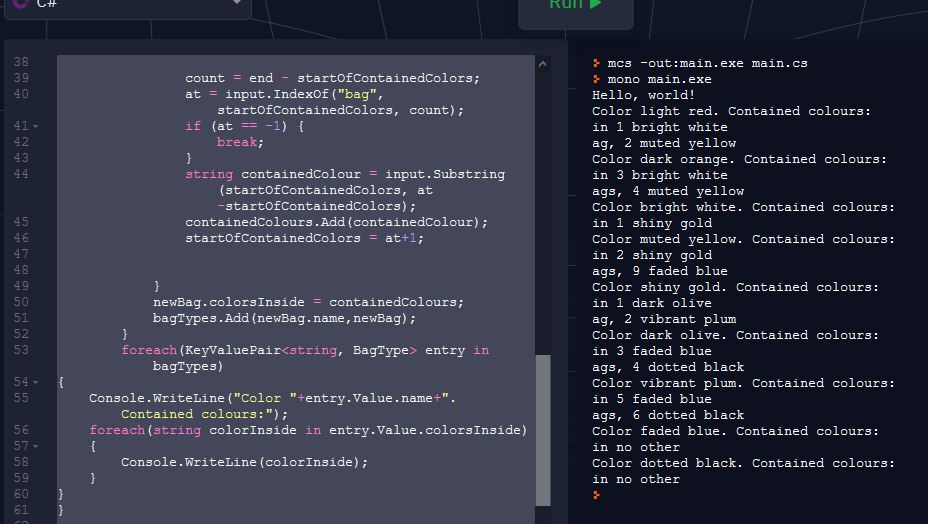 C#
Run
38
39 count = end - startOfContainedColors;
40 at = input.IndexOf("bag",
startOfContainedColors, count);
41 if (at == -1) {
42 break;
43 }
44 string containedColour = input.Substring
(startOfContainedColors, at
-startOfContainedColors);
45 containedColours.Add(containedColour);
46 startOfContainedColors = at+1;
47
48
49 }
50 newBag.colorsInside = containedColours;
51 bagTypes.Add(newBag.name,newBag);
52 }
53 foreach(KeyValuePair<string, BagType> entry in
bagTypes)
54 {
55 Console.WriteLine("Color "+entry.Value.name+".
Contained colours:");
56 foreach(string colorInside in entry.Value.colorsInside)
57 {
58 Console.WriteLine(colorInside);
59 }
60 }
61 }
mcs -out:main.exe main.cs
mono main.exe
Hello, world!
Color light red. Contained colours:
in 1 bright white
ag, 2 muted yellow
Color dark orange. Contained colours:
in 3 bright white
ags, 4 muted yellow
Color bright white. Contained colours:
in 1 shiny gold
Color muted yellow. Contained colours:
in 2 shiny gold
ags, 9 faded blue
Color shiny gold. Contained colours:
in 1 dark olive
ag, 2 vibrant plum
Color dark olive. Contained colours:
in 3 faded blue
ags, 4 dotted black
Color vibrant plum. Contained colours:
in 5 faded blue
ags, 6 dotted black
Color faded blue. Contained colours:
in no other
Color dotted black. Contained colours:
in no other